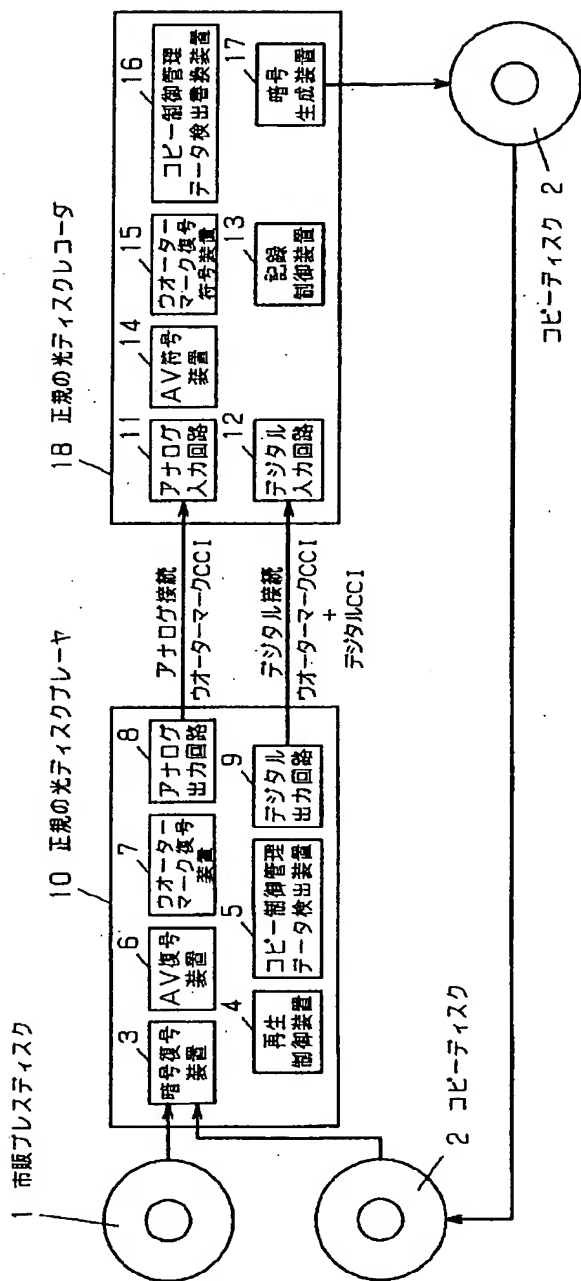 10 正規の光ディスクプレーヤ
18 正規の光ディスクレコーダ
1 市販プレスディスク
3
暗号復号
装置
6
AV復号
装置
7
ウオーター
マーク復号
装置
8
アナログ
出力回路
4
再生
制御装置
5
コピー制御管理
データ検出装置
9
デジタル
出力回路
アナログ接続
ウオーターマークCCI
デジタル接続
ウオーターマークCCI
+
デジタルCCI
11
アナログ
入力回路
14
AV符号
装置
15
ウオーター
マーク復号
符号装置
16
コピー制御管理
データ検出書換装置
12
デジタル
入力回路
13
記録
制御装置
17
暗号
生成装置
2 コピーディスク
コピーディスク 2